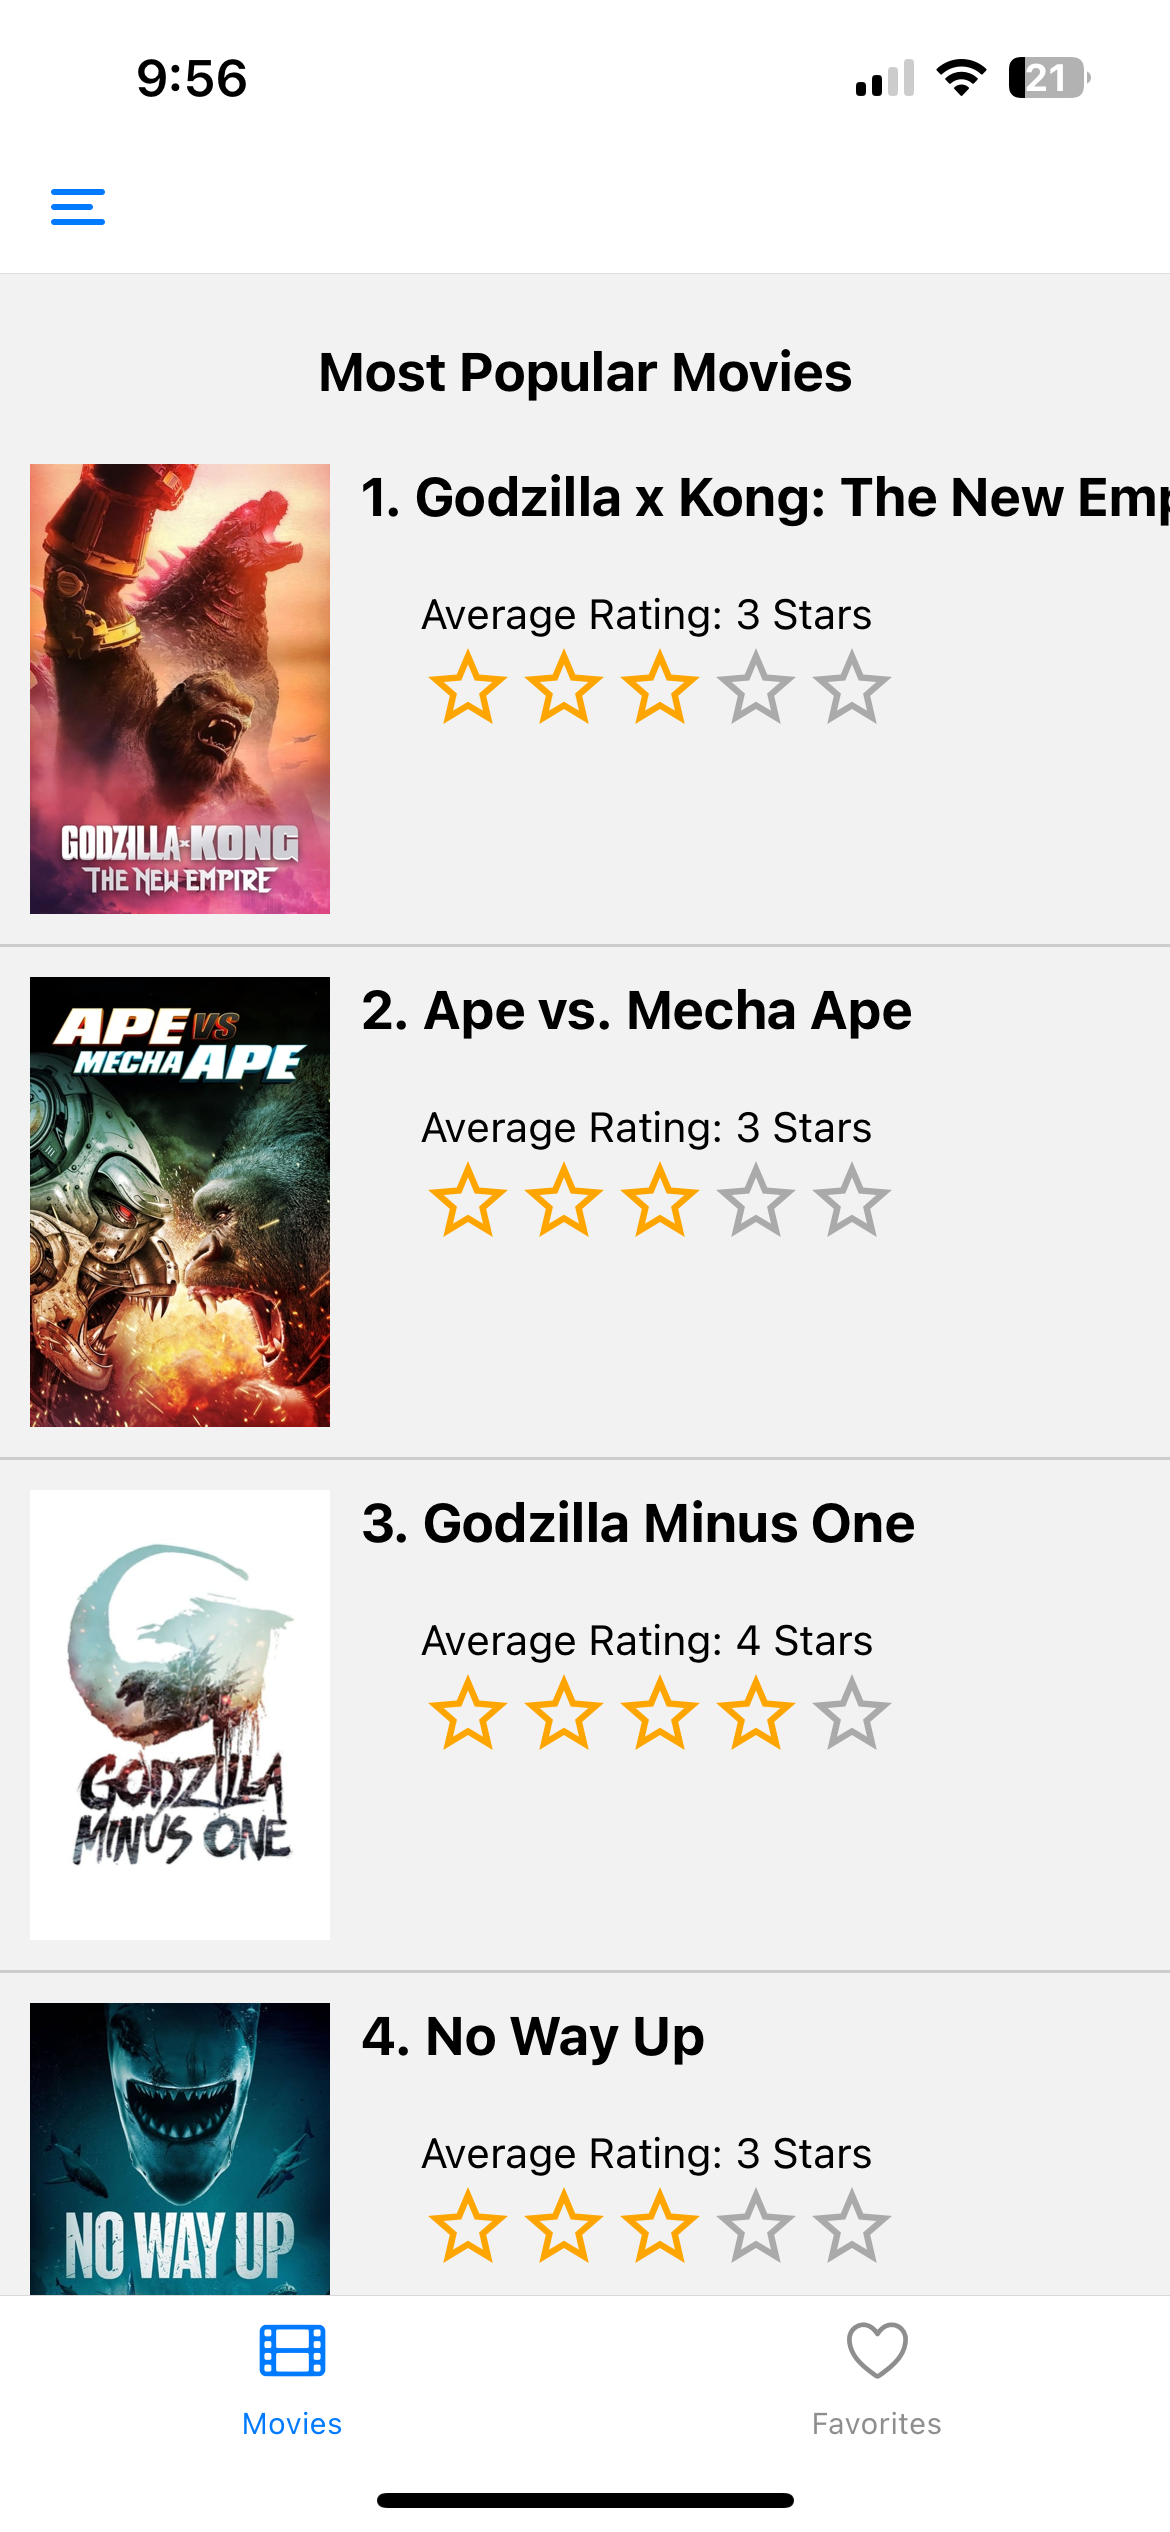 9:56
21
Most Popular Movies
1. Godzilla x Kong: The New Emp
Average Rating: 3 Stars
GODZILLA x KONG
THE NEW EMPIRE
2. Ape vs. Mecha Ape
APE VS
MECHA APE
Average Rating: 3 Stars
3. Godzilla Minus One
Average Rating: 4 Stars
GODZILLA
MINUS ONE
4. No Way Up
Average Rating: 3 Stars
NO WAY UP
Movies
Favorites